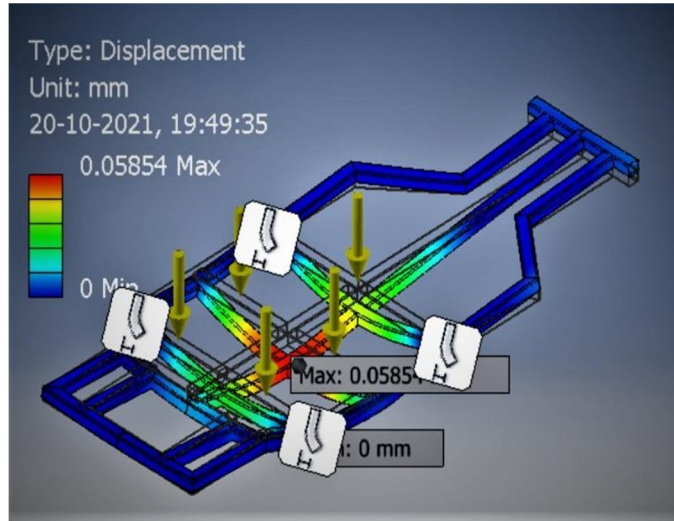 Type: Displacement
Unit: mm
20-10-2021, 19:49:35
0.05854 Max
0 Min
Max: 0.0585
: 0 mm